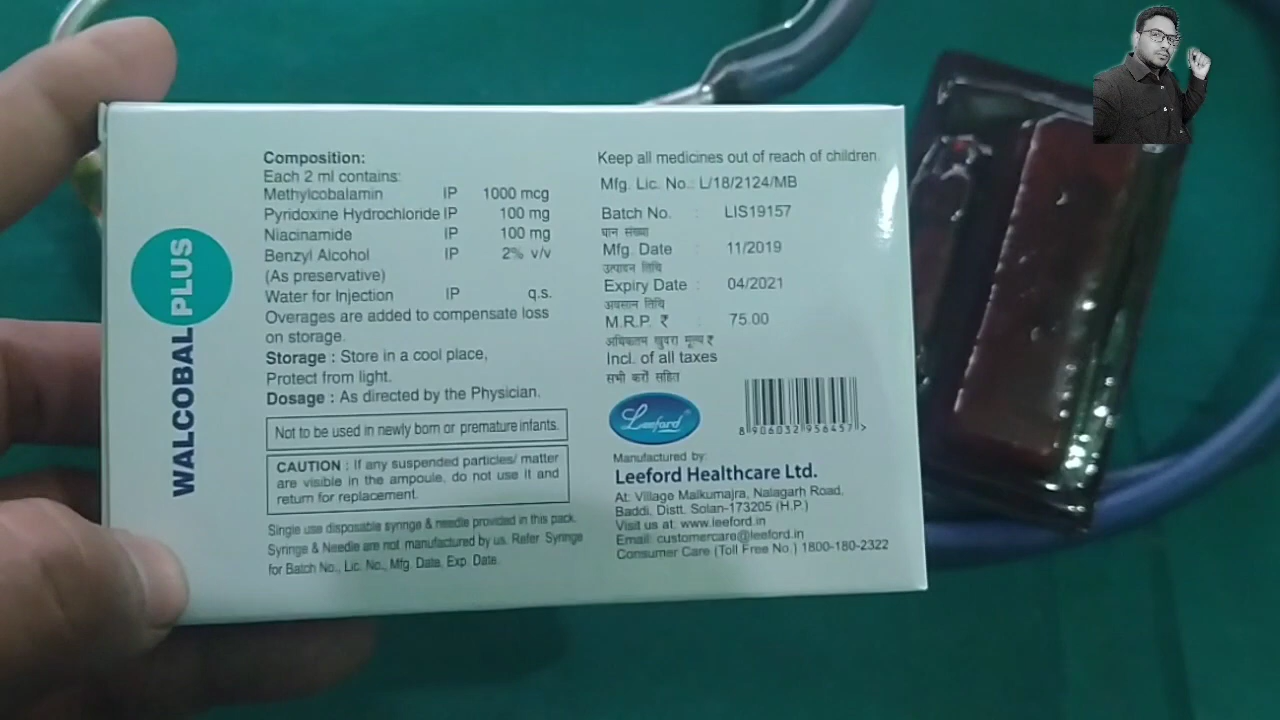 WALCOBAL PLUS
Composition:
Each 2 ml contains:
Methylcobalamin IP 1000 mcg
Pyridoxine Hydrochloride IP 100 mg
Niacinamide IP 100 mg
Benzyl Alcohol IP 2% v/v
(As preservative)
Water for Injection IP q.s.
Overages are added to compensate loss
on storage.
Storage : Store in a cool place,
Protect from light.
Dosage : As directed by the Physician.
Not to be used in newly born or premature infants.
CAUTION : If any suspended particles/ matter
are visible in the ampoule, do not use it and
return for replacement.
Single use disposable syringe & needle provided in this pack.
Syringe & Needle are not manufactured by us. Refer Syringe
for Batch No., Lic. No., Mfg. Date, Exp. Date.
Keep all medicines out of reach of children.
Mfg. Lic. No.: L/18/2124/MB
Batch No. : LIS19157
घान संख्या
Mfg. Date : 11/2019
उत्पादन तिथि
Expiry Date : 04/2021
अवसान तिथि
M.R.P. ₹ : 75.00
अधिकतम खुदरा मूल्य ₹
Incl. of all taxes
सभी करों सहित
Leeford®
8 906032 956457 >
Manufactured by:
Leeford Healthcare Ltd.
At: Village Malkumajra, Nalagarh Road,
Baddi, Distt. Solan-173205 (H.P.)
Visit us at: www.leeford.in
Email: customercare@leeford.in
Consumer Care (Toll Free No.) 1800-180-2322